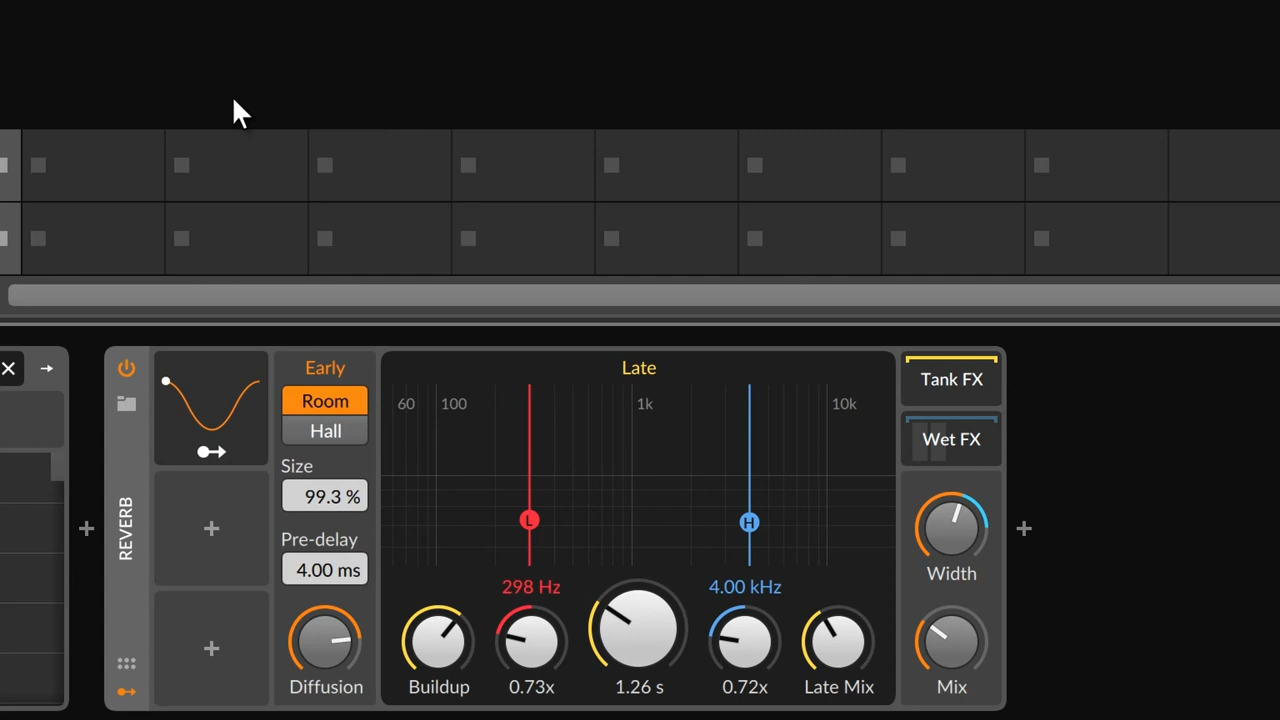 REVERB
Early
Room
Hall
Size
99.3 %
Pre-delay
4.00 ms
Diffusion
Late
60 100 1k 10k
L H
298 Hz 4.00 kHz
Buildup 0.73x 1.26 s 0.72x Late Mix
Tank FX
Wet FX
Width
Mix